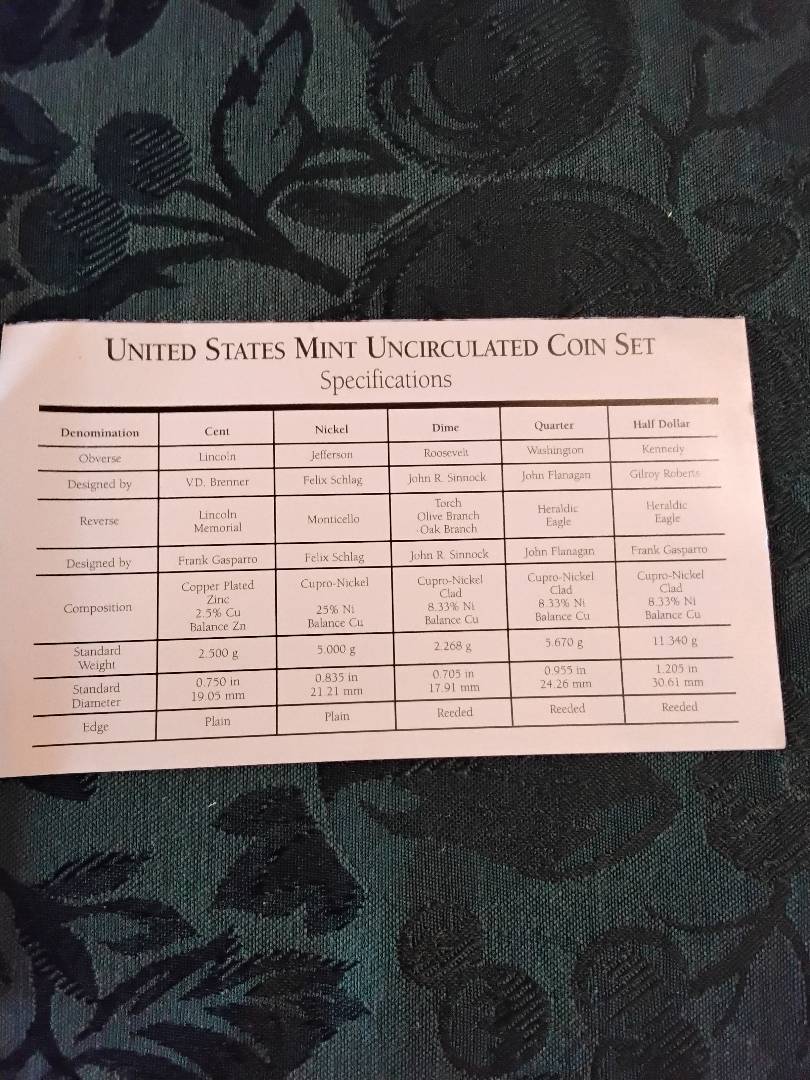 UNITED STATES MINT UNCIRCULATED COIN SET
Specifications
Denomination Cent Nickel Dime Quarter Half Dollar
Obverse Lincoln Jefferson Roosevelt Washington Kennedy
Designed by V.D. Brenner Felix Schlag John R. Sinnock John Flanagan Gilroy Roberts
Reverse Lincoln Memorial Monticello Torch Olive Branch Oak Branch Heraldic Eagle Heraldic Eagle
Designed by Frank Gasparro Felix Schlag John R. Sinnock John Flanagan Frank Gasparro
Composition Copper Plated Zinc 2.5% Cu Balance Zn Cupro-Nickel 25% Ni Balance Cu Cupro-Nickel Clad 8.33% Ni Balance Cu Cupro-Nickel Clad 8.33% Ni Balance Cu Cupro-Nickel Clad 8.33% Ni Balance Cu
Standard Weight 2.500 g 5.000 g 2.268 g 5.670 g 11.340 g
Standard Diameter 0.750 in 19.05 mm 0.835 in 21.21 mm 0.705 in 17.91 mm 0.955 in 24.26 mm 1.205 in 30.61 mm
Edge Plain Plain Reeded Reeded Reeded